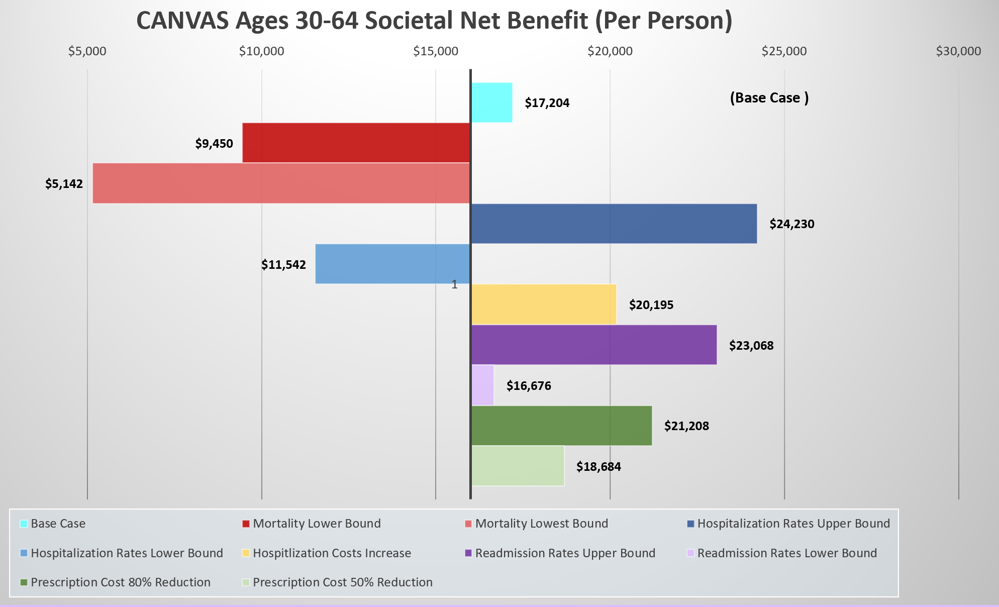 CANVAS Ages 30-64 Societal Net Benefit (Per Person)
$5,000 $10,000 $15,000 $20,000 $25,000 $30,000
(Base Case )
$17,204
$9,450
$5,142
$24,230
$11,542
1
$20,195
$23,068
$16,676
$21,208
$18,684
Base Case Mortality Lower Bound Mortality Lowest Bound Hospitalization Rates Upper Bound
Hospitalization Rates Lower Bound Hospitlization Costs Increase Readmission Rates Upper Bound Readmission Rates Lower Bound
Prescription Cost 80% Reduction Prescription Cost 50% Reduction